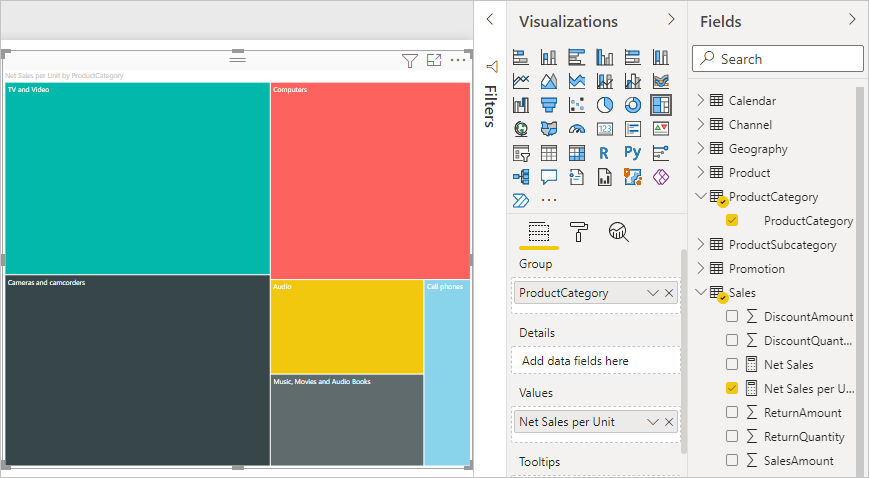 Net Sales per Unit by ProductCategory
TV and Video
Computers
Cameras and camcorders
Audio
Cell phones
Music, Movies and Audio Books
Filters
Visualizations
123
R
Py
Group
ProductCategory
Details
Add data fields here
Values
Net Sales per Unit
Tooltips
Fields
Search
Calendar
Channel
Geography
Product
ProductCategory
ProductCategory
ProductSubcategory
Promotion
Sales
DiscountAmount
DiscountQuant...
Net Sales
Net Sales per U...
ReturnAmount
ReturnQuantity
SalesAmount